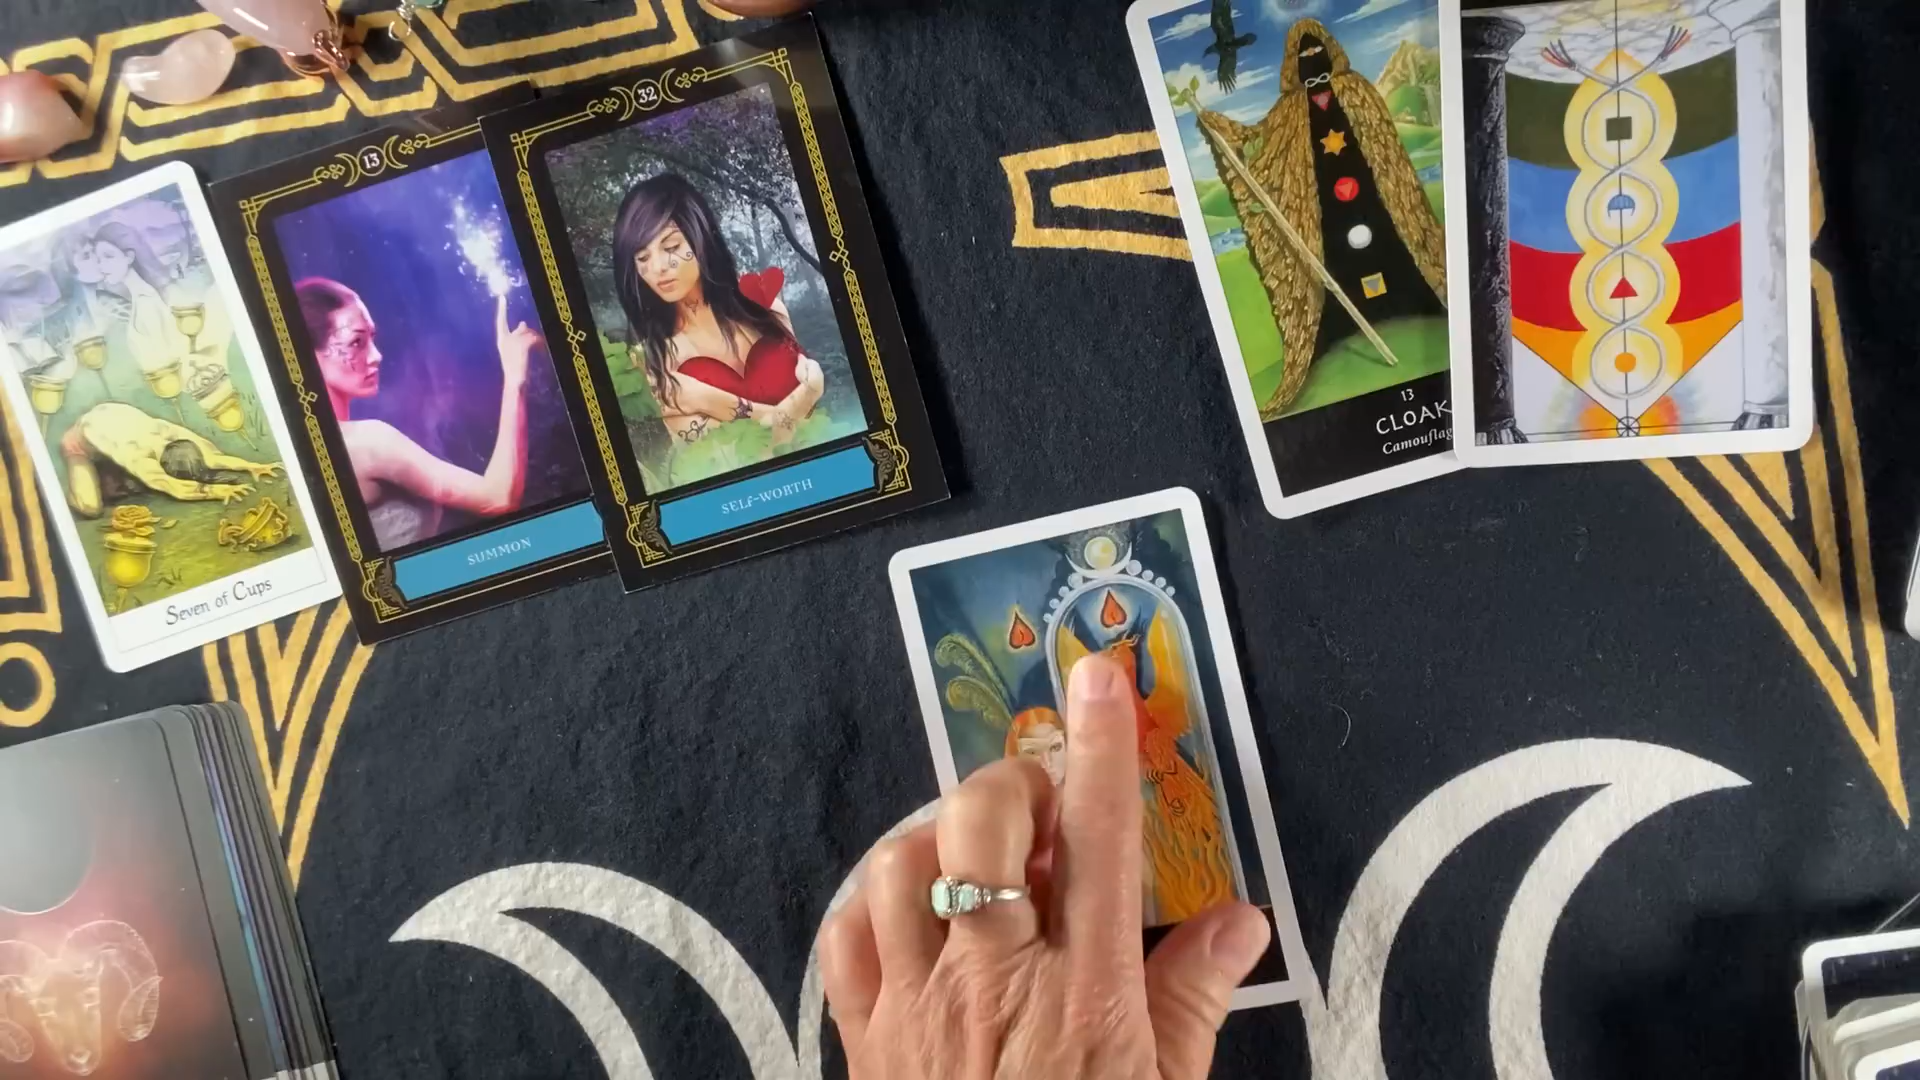 13
32
13
CLOAK
Camouflag
SELF-WORTH
SUMMON
Seven of Cups